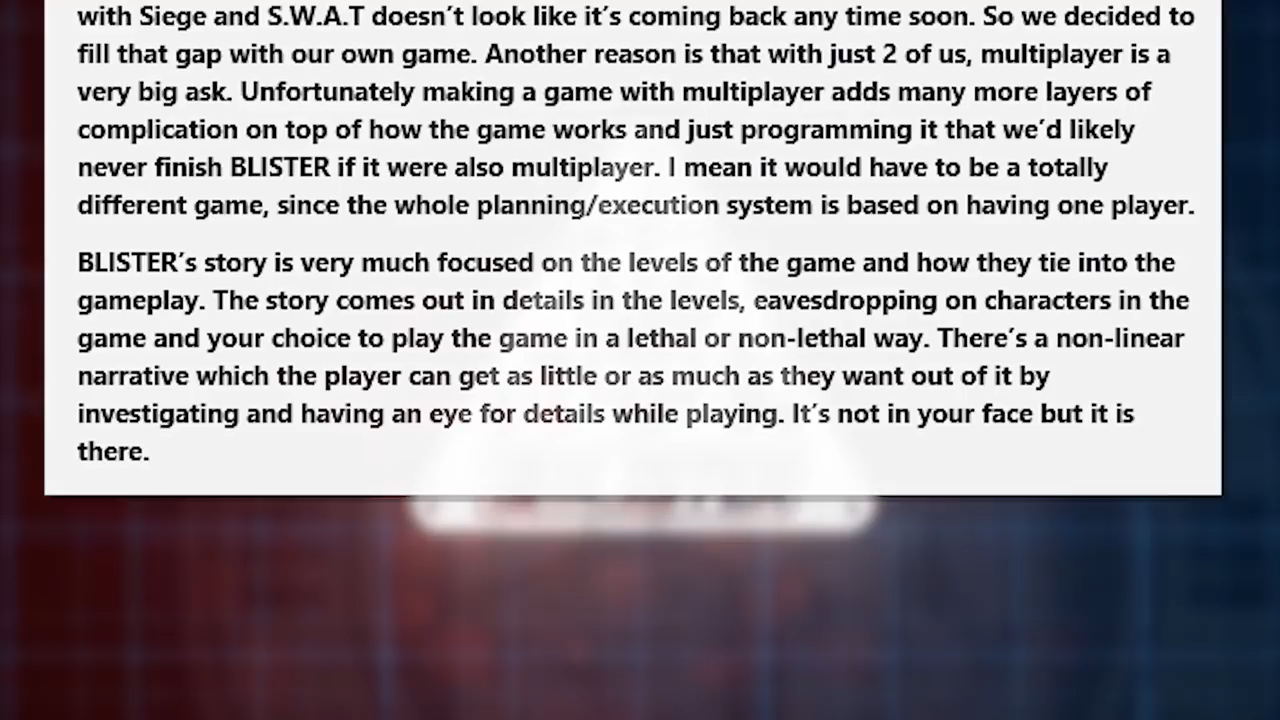 with Siege and S.W.A.T doesn't look like it's coming back any time soon. So we decided to
fill that gap with our own game. Another reason is that with just 2 of us, multiplayer is a
very big ask. Unfortunately making a game with multiplayer adds many more layers of
complication on top of how the game works and just programming it that we'd likely
never finish BLISTER if it were also multiplayer. I mean it would have to be a totally
different game, since the whole planning/execution system is based on having one player.
BLISTER's story is very much focused on the levels of the game and how they tie into the
gameplay. The story comes out in details in the levels, eavesdropping on characters in the
game and your choice to play the game in a lethal or non-lethal way. There's a non-linear
narrative which the player can get as little or as much as they want out of it by
investigating and having an eye for details while playing. It's not in your face but it is
there.